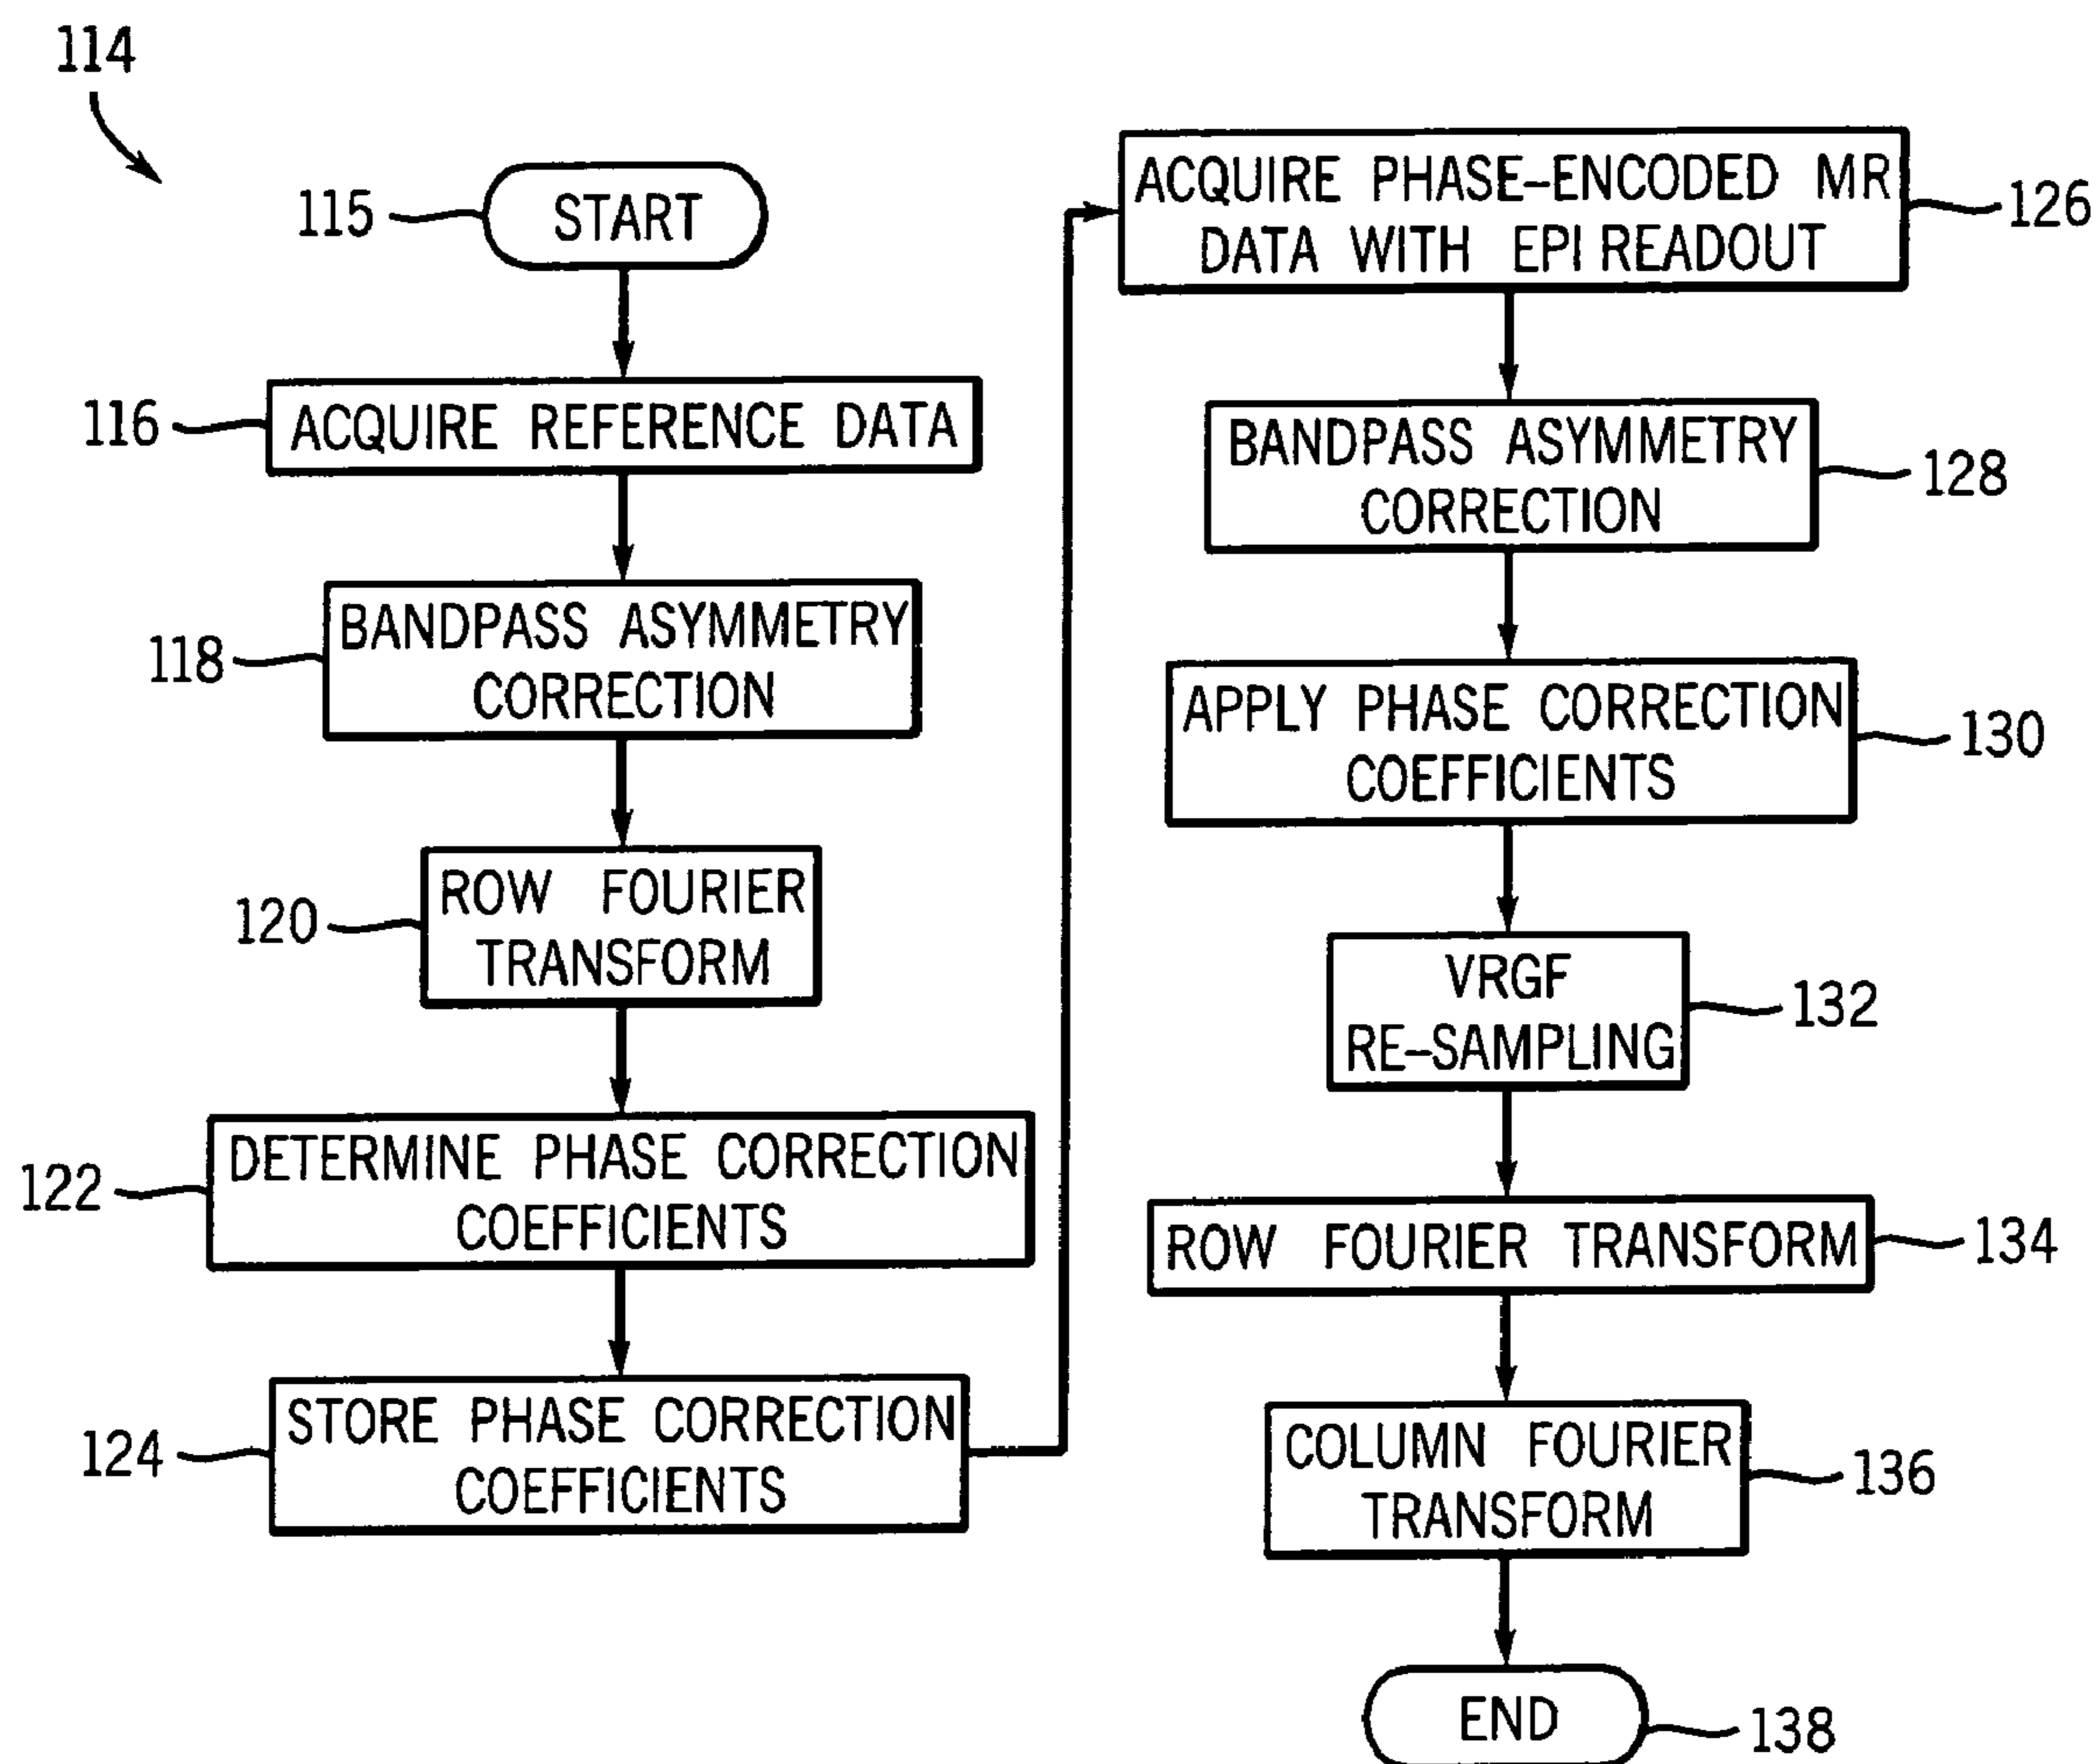 114
115
START
116
ACQUIRE REFERENCE DATA
118
BANDPASS ASYMMETRY
CORRECTION
120
ROW FOURIER
TRANSFORM
122
DETERMINE PHASE CORRECTION
COEFFICIENTS
124
STORE PHASE CORRECTION
COEFFICIENTS
ACQUIRE PHASE-ENCODED MR
DATA WITH EPI READOUT
126
BANDPASS ASYMMETRY
CORRECTION
128
APPLY PHASE CORRECTION
COEFFICIENTS
130
VRGF
RE-SAMPLING
132
ROW FOURIER TRANSFORM
134
COLUMN FOURIER
TRANSFORM
136
END
138